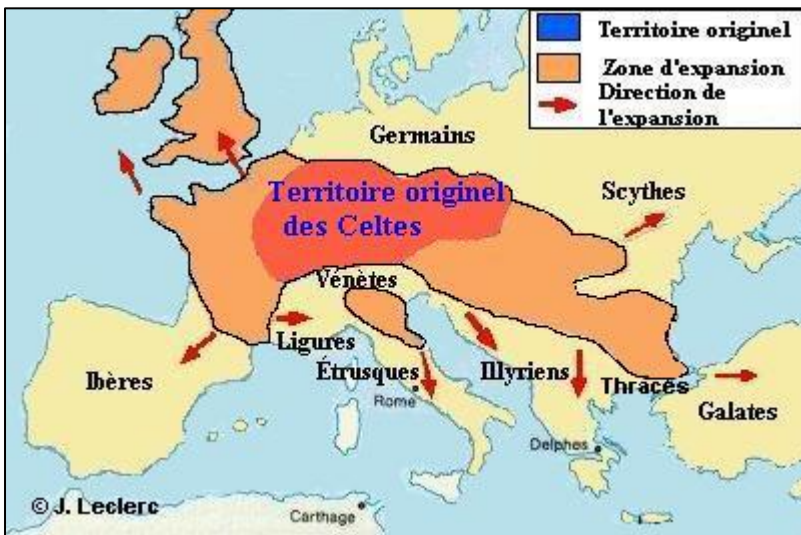 Territoire originel
Zone d'expansion
Direction de
l'expansion
Germains
Territoire originel
des Celtes
Scythes
Vénètes
Ligures
Ibères
Étrusques
Illyriens
Thraces
Rome
Galates
Delphes
© J. Leclerc
Carthage